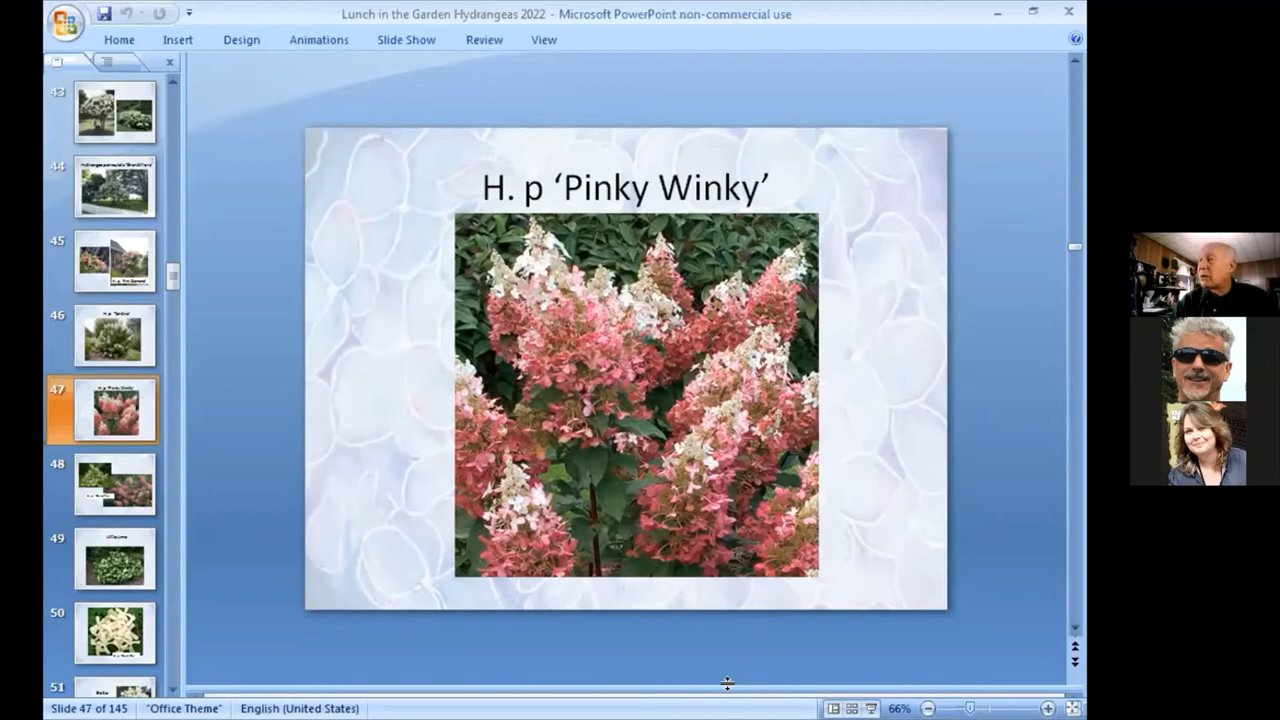 Lunch in the Garden Hydrangeas 2022 - Microsoft PowerPoint non-commercial use
Home Insert Design Animations Slide Show Review View
43
44
45
46
47
48
49
50
51
H. p ‘Pinky Winky’
Slide 47 of 145 "Office Theme" English (United States) 66%